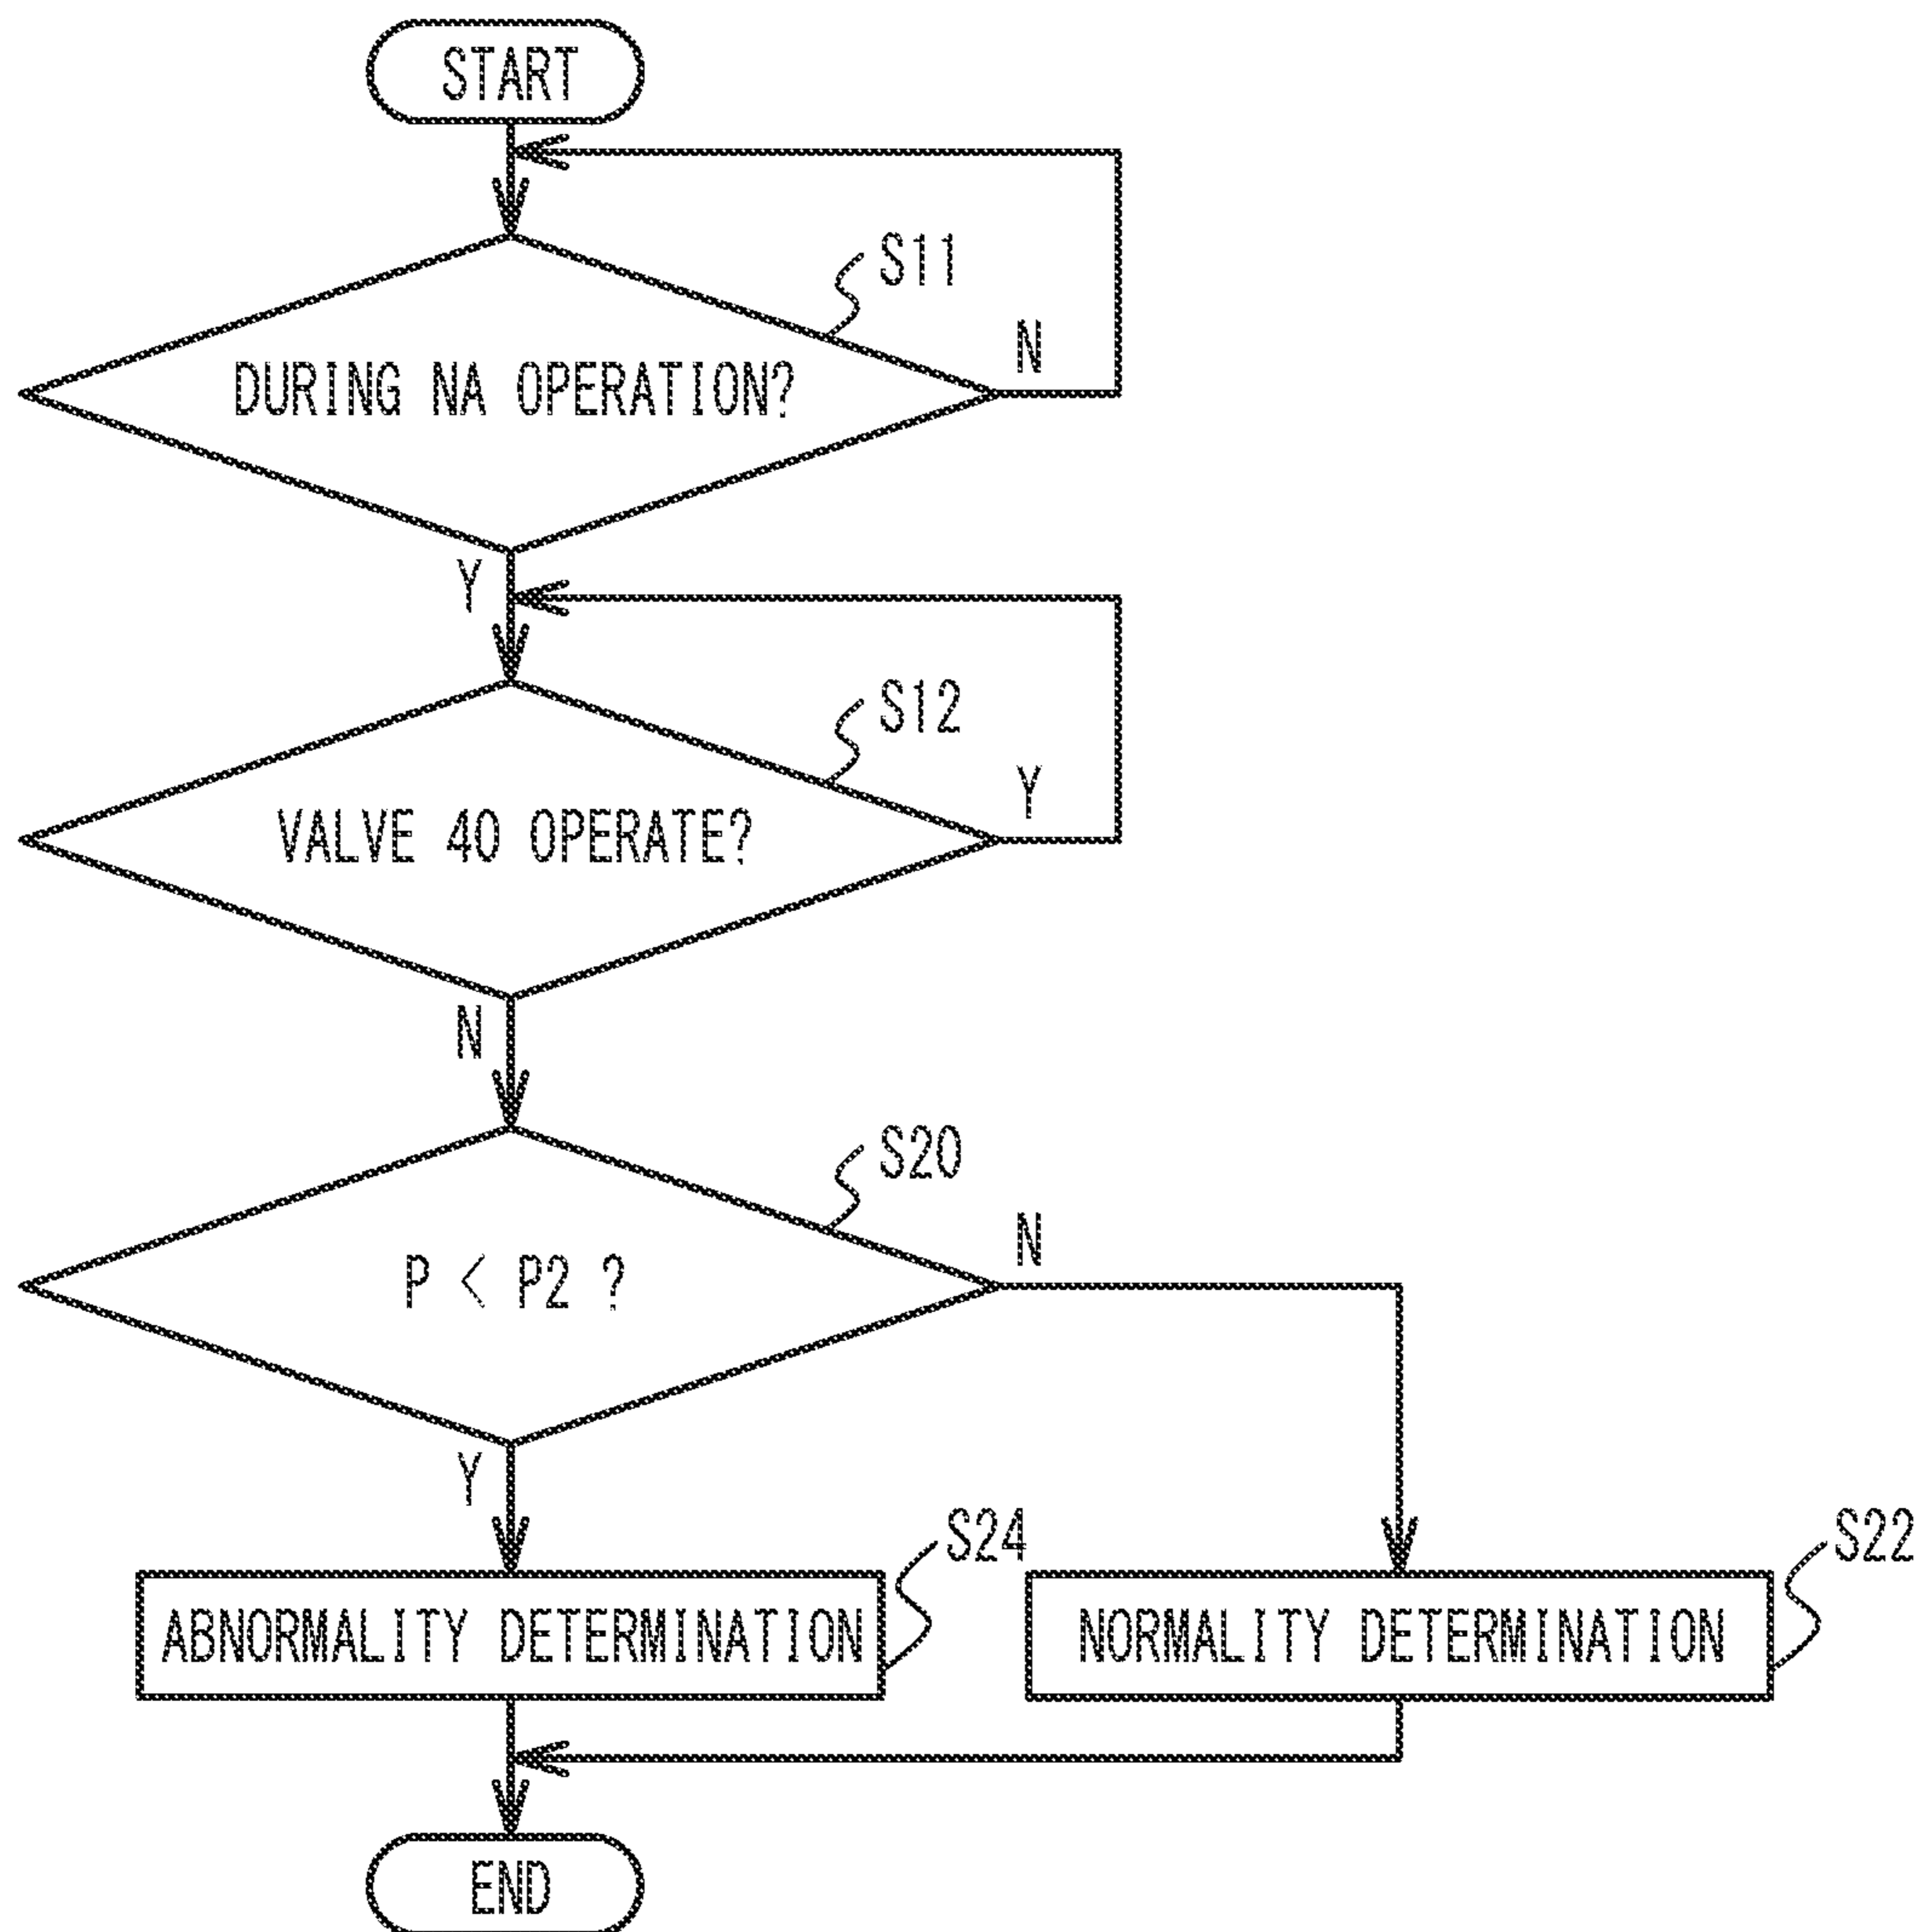 START
S11
DURING NA OPERATION?
N
Y
S12
VALVE 40 OPERATE?
Y
N
S20
P < P2 ?
N
Y
S24
ABNORMALITY DETERMINATION
S22
NORMALITY DETERMINATION
END